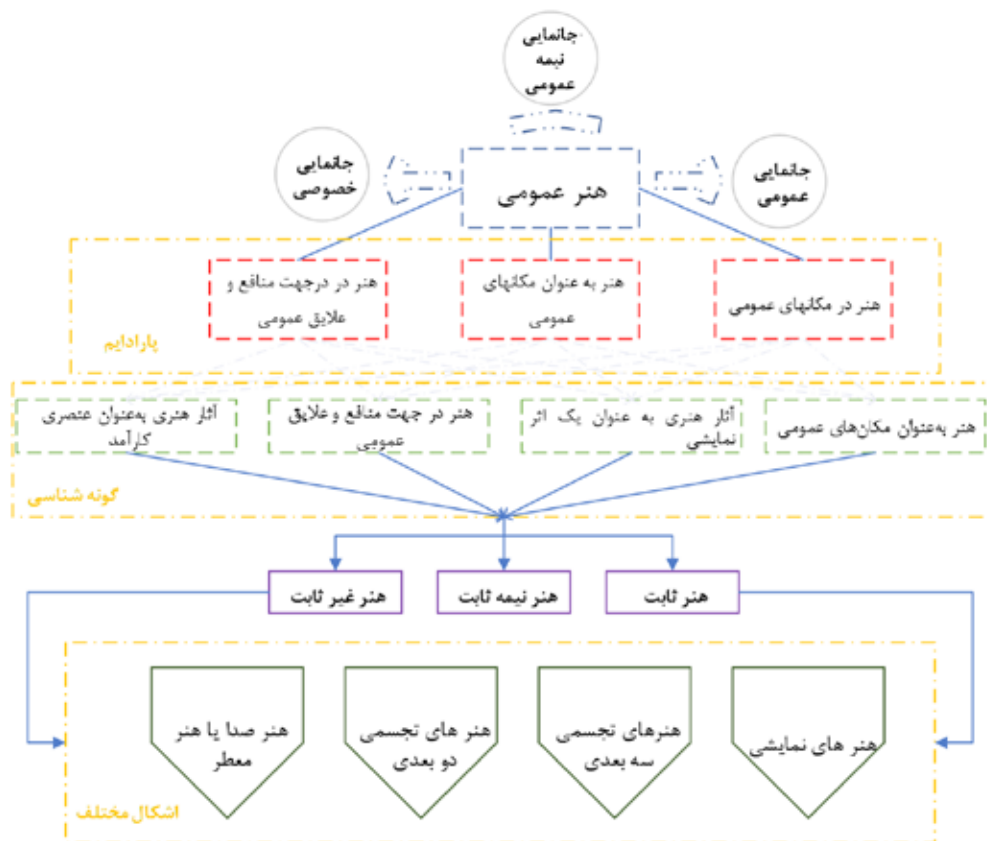 جانمایی
نیمه
عمومی
جانمایی
عمومی
هنر عمومی
جانمایی
خصوصی
هنر در مکانهای عمومی
هنر به عنوان مکانهای
عمومی
هنر در درجهت منافع و
علایق عمومی
پارادایم
هنر به‌عنوان مکان‌های عمومی
آثار هنری به عنوان یک اثر
نمایشی
هنر در جهت منافع و علایق
عمومی
آثار هنری به‌عنوان عنصری
کارآمد
گونه شناسی
هنر ثابت
هنر نیمه ثابت
هنر غیر ثابت
هنر های نمایشی
هنرهای تجسمی
سه بعدی
هنر های تجسمی
دو بعدی
هنر صدا یا هنر
معطر
اشکال مختلف